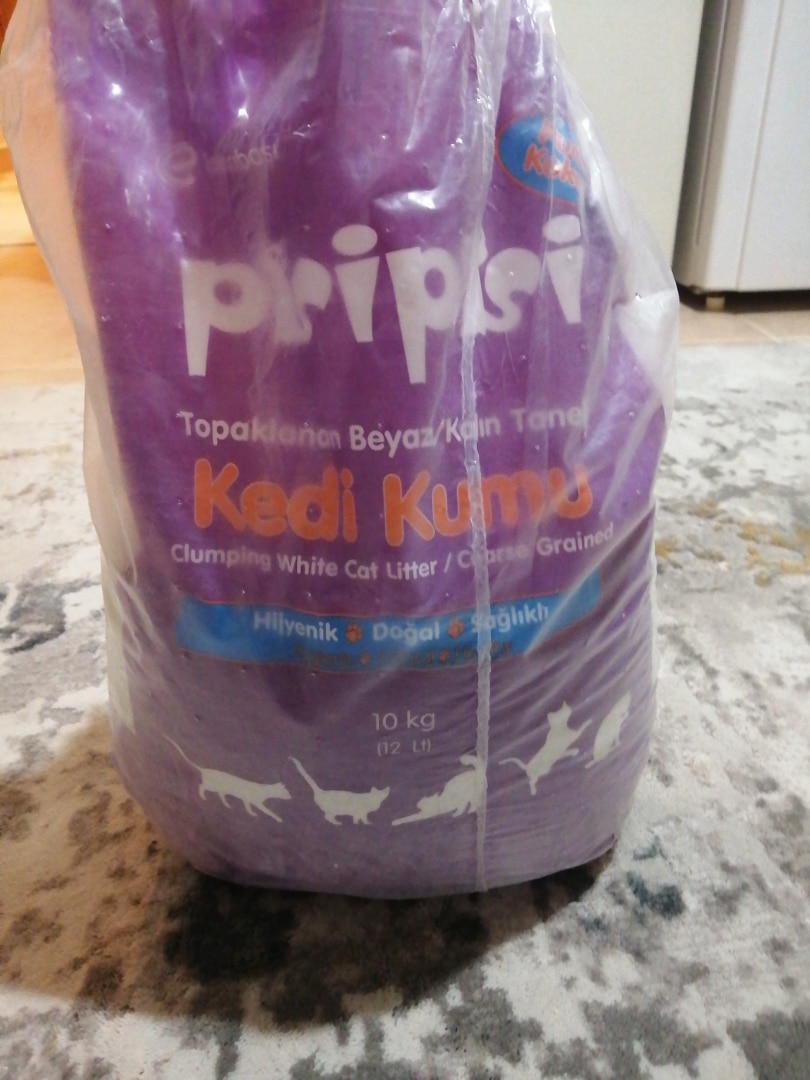 pripsi
Topaklanan Beyaz/Kalın Tane
Kedi Kumu
Clumping White Cat Litter / Coarse Grained
Hijyenik Doğal Sağlıklı
10 kg
(12 Lt)